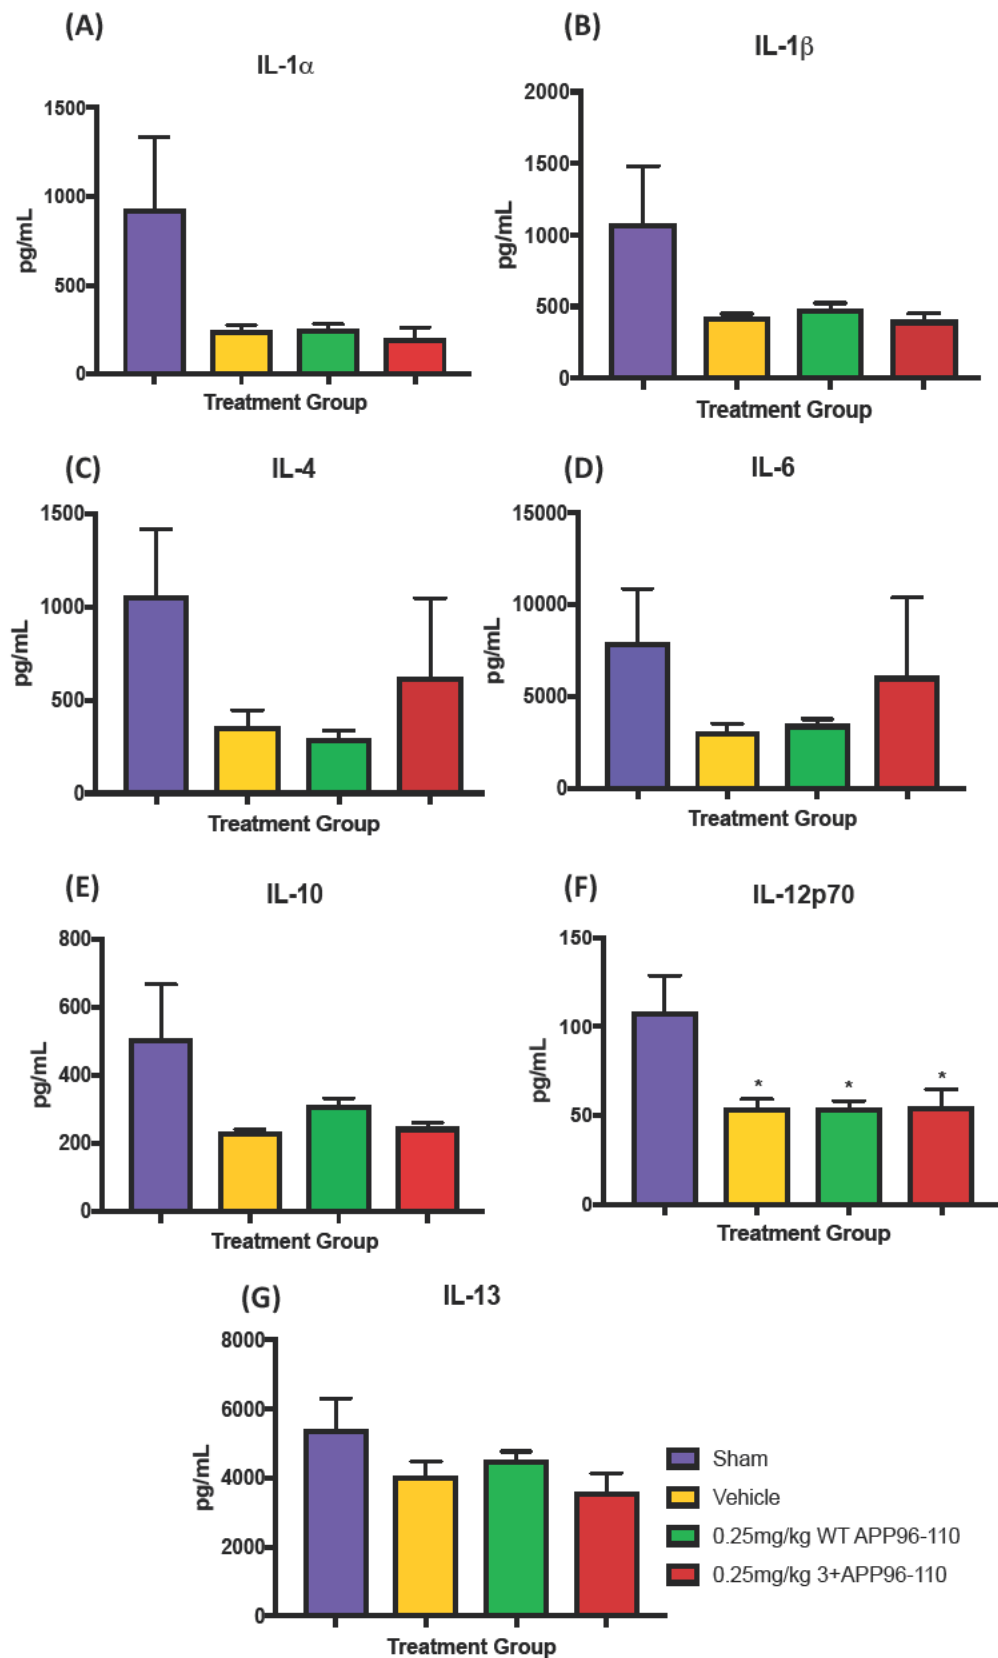 (A)
IL-1α
1500
1000
500
0
pg/mL
Treatment Group
(B)
IL-1β
2000
1500
1000
500
0
pg/mL
Treatment Group
(C)
IL-4
1500
1000
500
0
pg/mL
Treatment Group
(D)
IL-6
15000
10000
5000
0
pg/mL
Treatment Group
(E)
IL-10
800
600
400
200
0
pg/mL
Treatment Group
(F)
IL-12p70
150
100
50
0
pg/mL
* * *
Treatment Group
(G)
IL-13
8000
6000
4000
2000
0
pg/mL
Treatment Group
Sham
Vehicle
0.25mg/kg WT APP96-110
0.25mg/kg 3+APP96-110